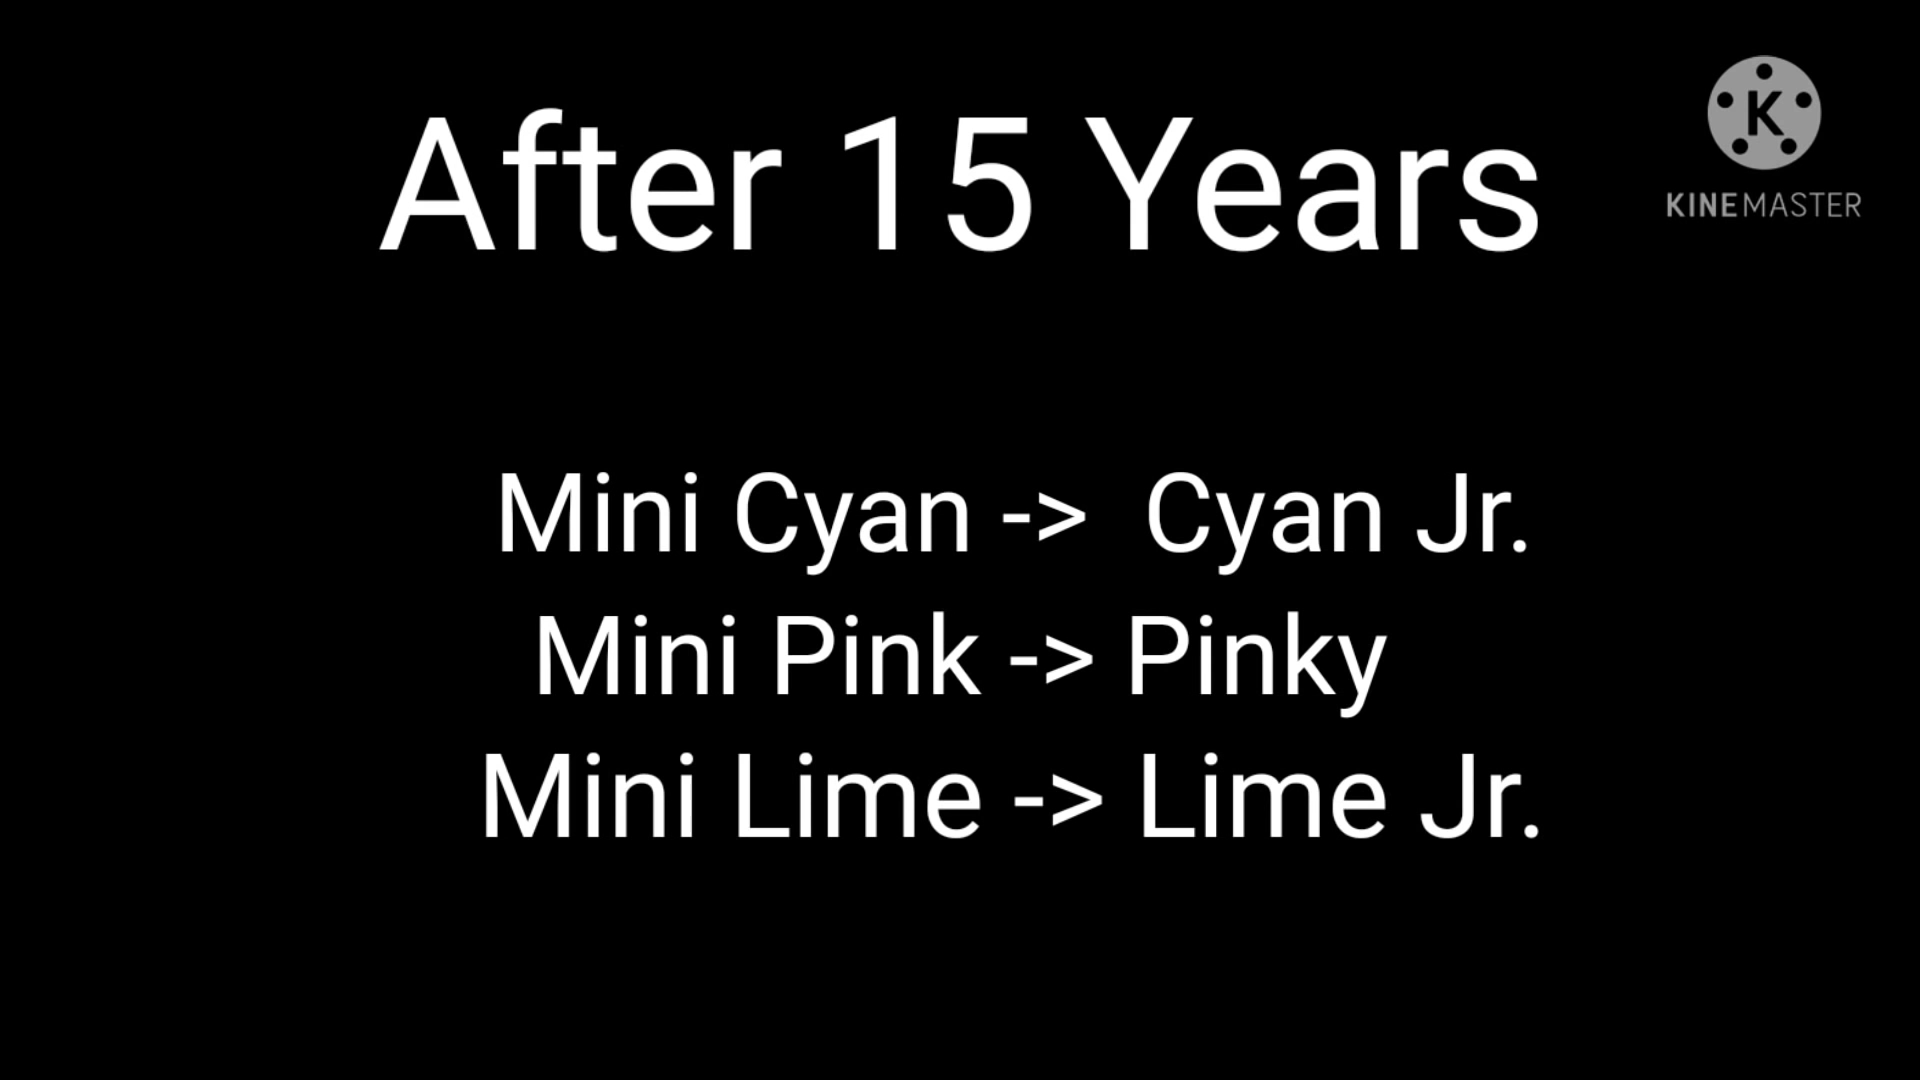 After 15 Years
K
KINEMASTER
Mini Cyan -> Cyan Jr.
Mini Pink -> Pinky
Mini Lime -> Lime Jr.